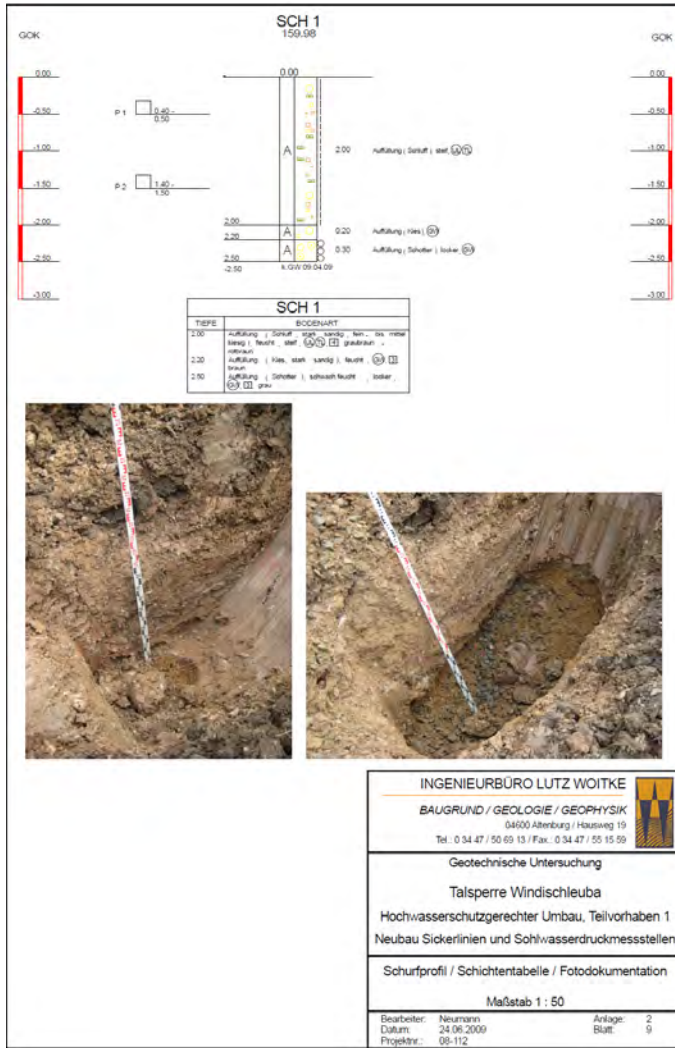 SCH 1
159.98
GOK
GOK
0.00
0.00
0.00
-0.50
P 1
0.40 -
0.50
-0.50
-1.00
A
2.00
Auffüllung ( Schluff ) steif, UL TL
-1.00
-1.50
P 2
1.40 -
1.50
-1.50
-2.00
2.00
A
0.20
Auffüllung ( Kies )
-2.00
2.20
A
0.30
Auffüllung ( Schotter ) locker,
-2.50
2.50
-2.50
-2.50
k.GW 09.04.09
-3.00
-3.00
SCH 1
TIEFE
BODENART
2.00
Auffüllung ( Schluff , stark sandig , fein- bis mittel
kiesig ) , feucht , steif , UL TL 4 graubraun -
rotbraun
2.20
Auffüllung ( Kies, stark sandig ), feucht , 3
braun
2.50
Auffüllung ( Schotter ), schwach feucht , locker ,
3 grau
INGENIEURBÜRO LUTZ WOITKE
BAUGRUND / GEOLOGIE / GEOPHYSIK
04600 Altenburg / Hausweg 19
Tel.: 0 34 47 / 50 69 13 / Fax.: 0 34 47 / 55 15 59
Geotechnische Untersuchung
Talsperre Windischleuba
Hochwasserschutzgerechter Umbau, Teilvorhaben 1
Neubau Sickerlinien und Sohlwasserdruckmessstellen
Schurfprofil / Schichtentabelle / Fotodokumentation
Maßstab 1 : 50
Bearbeiter: Neumann Anlage: 2
Datum: 24.06.2009 Blatt: 9
Projektnr.: 08-112